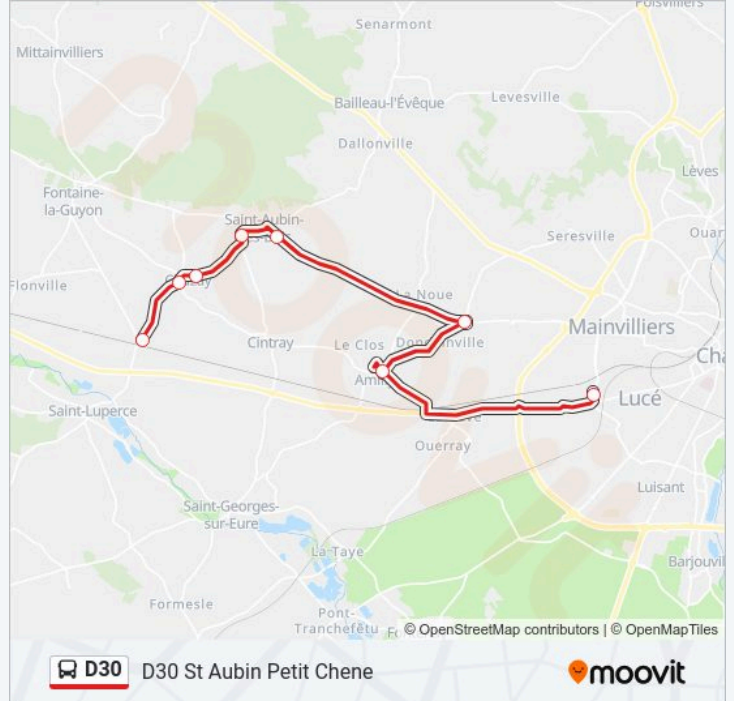 Poisvilliers
Senarmont
Mittainvilliers
Bailleau-l'Évêque
Levesville
Dallonville
Lèves
Fontaine-
la-Guyon
Saint-Aubin-
Seresville
Ouar
Flonville
La Noue
Mainvilliers
Cintray
Le Clos
Cha
Amill
Lucé
Saint-Luperce
Ouerray
Luisant
Saint-Georges-
sur-Eure
La Taye
Barjouvil
Formesle
Pont-
Tranchefêtu
© OpenStreetMap contributors | © OpenMapTiles
D30
D30 St Aubin Petit Chene
moovit